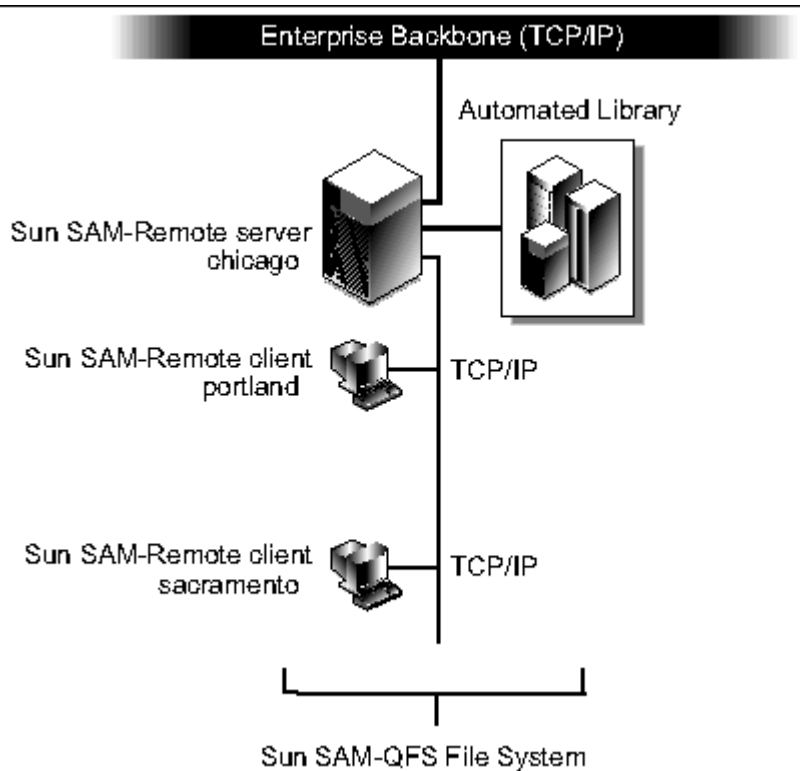 Enterprise Backbone (TCP/IP)
Automated Library
Sun SAM-Remote server
chicago
Sun SAM-Remote client
portland
TCP/IP
Sun SAM-Remote client
sacramento
TCP/IP
Sun SAM-QFS File System